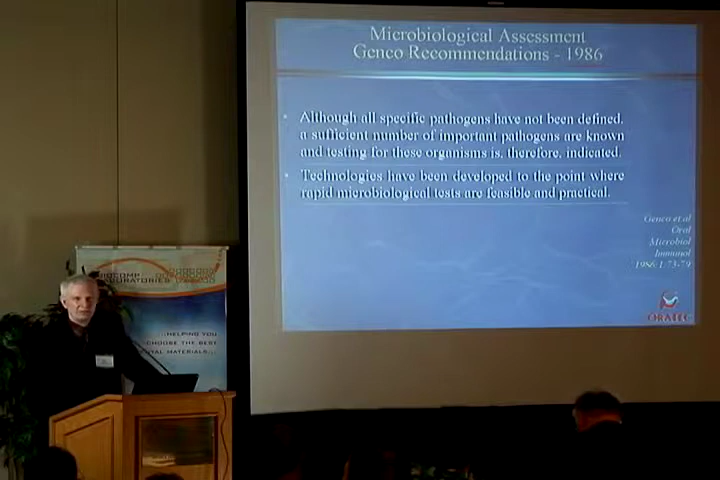 Microbiological Assessment
Genco Recommendations - 1986
• Although all specific pathogens have not been defined,
a sufficient number of important pathogens are known
and testing for these organisms is, therefore, indicated.
• Technologies have been developed to the point where
rapid microbiological tests are feasible and practical.
Genco et al
Oral
Microbiol
Immunol
1986:1:73-79
ORATEC
BIOCOMP
LABORATORIES
...HELPING YOU
CHOOSE THE BEST
MATERIALS...